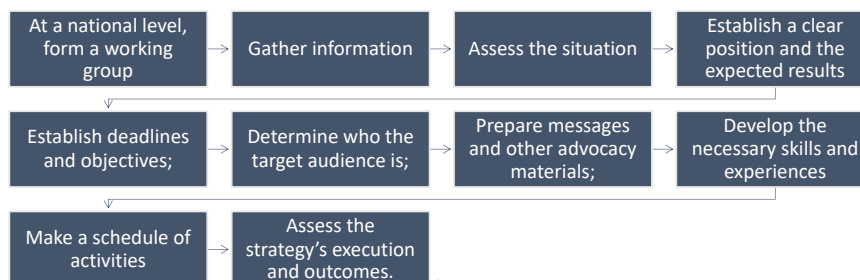 At a national level,
form a working
group
Gather information
Assess the situation
Establish a clear
position and the
expected results
Establish deadlines
and objectives;
Determine who the
target audience is;
Prepare messages
and other advocacy
materials;
Develop the
necessary skills and
experiences
Make a schedule of
activities
Assess the
strategy’s execution
and outcomes.